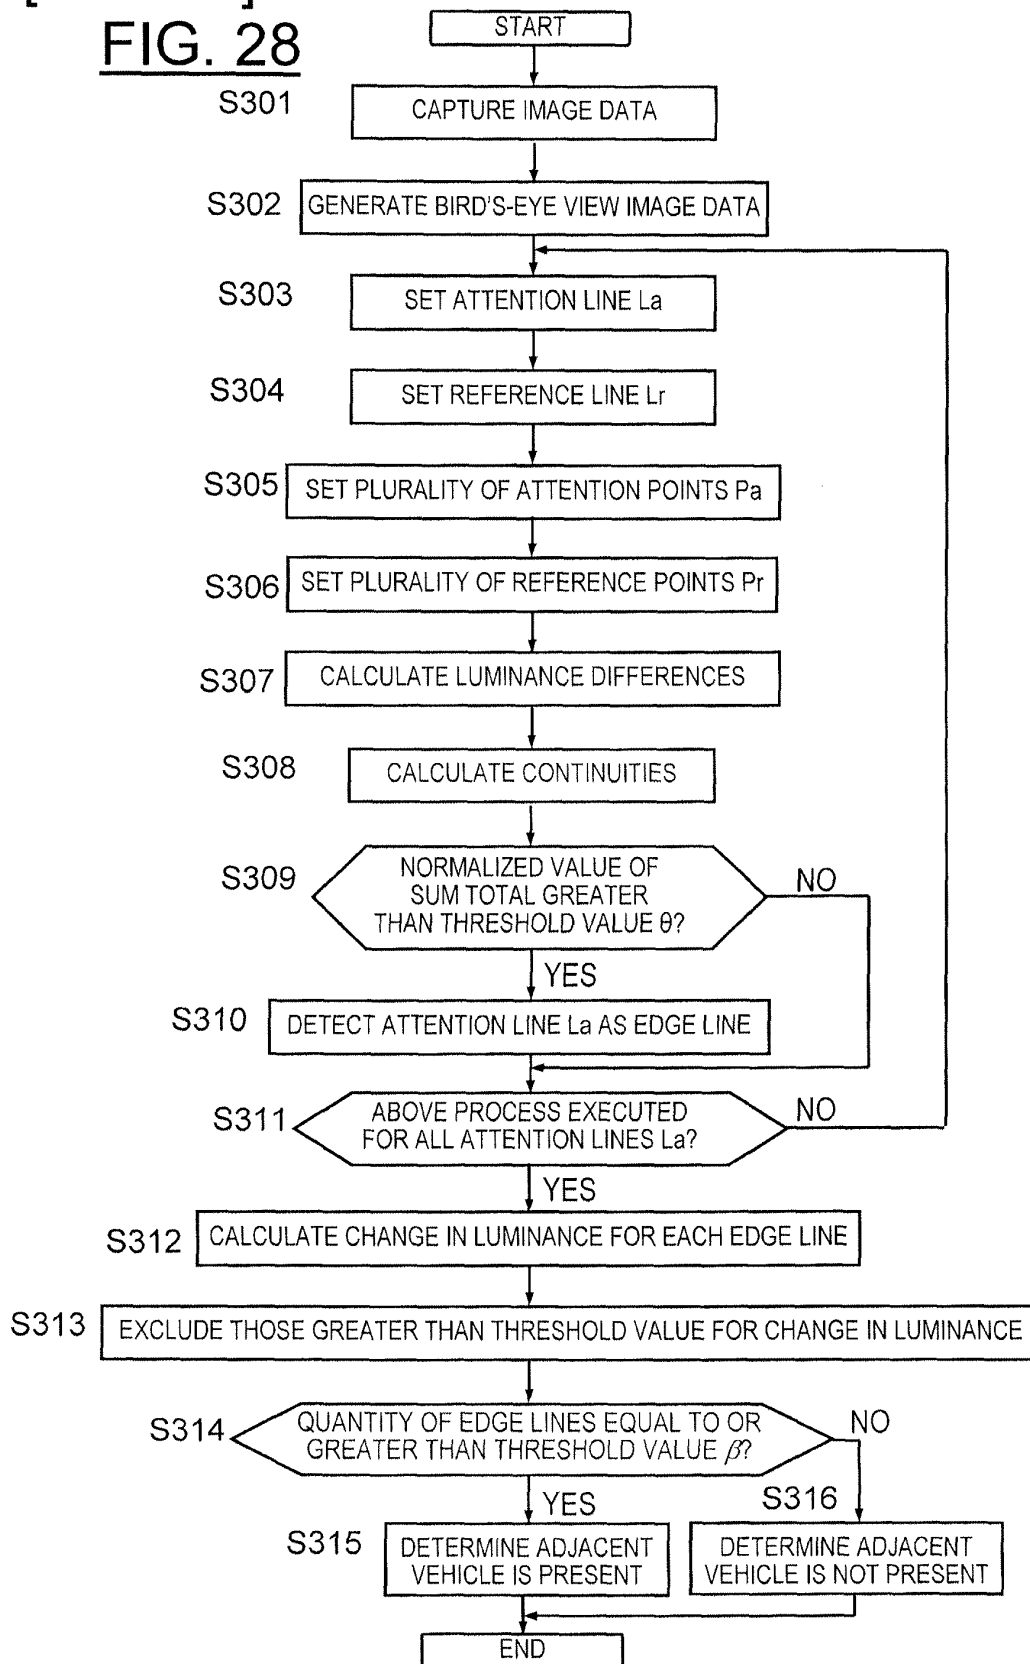 FIG. 28
START
S301
CAPTURE IMAGE DATA
S302
GENERATE BIRD'S-EYE VIEW IMAGE DATA
S303
SET ATTENTION LINE La
S304
SET REFERENCE LINE Lr
S305
SET PLURALITY OF ATTENTION POINTS Pa
S306
SET PLURALITY OF REFERENCE POINTS Pr
S307
CALCULATE LUMINANCE DIFFERENCES
S308
CALCULATE CONTINUITIES
S309
NORMALIZED VALUE OF
SUM TOTAL GREATER
THAN THRESHOLD VALUE θ?
NO
YES
S310
DETECT ATTENTION LINE La AS EDGE LINE
S311
ABOVE PROCESS EXECUTED
FOR ALL ATTENTION LINES La?
NO
YES
S312
CALCULATE CHANGE IN LUMINANCE FOR EACH EDGE LINE
S313
EXCLUDE THOSE GREATER THAN THRESHOLD VALUE FOR CHANGE IN LUMINANCE
S314
QUANTITY OF EDGE LINES EQUAL TO OR
GREATER THAN THRESHOLD VALUE β?
NO
YES
S315
DETERMINE ADJACENT
VEHICLE IS PRESENT
S316
DETERMINE ADJACENT
VEHICLE IS NOT PRESENT
END